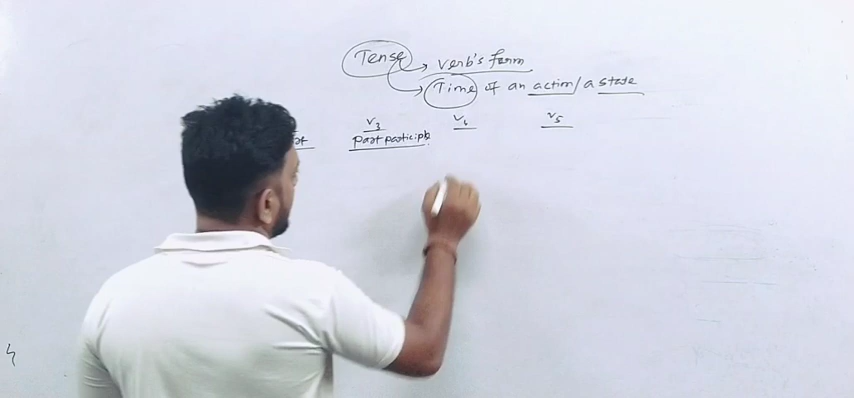 Tense → verb's form
Time of an action/a state
V3 V4 V5
Past participle